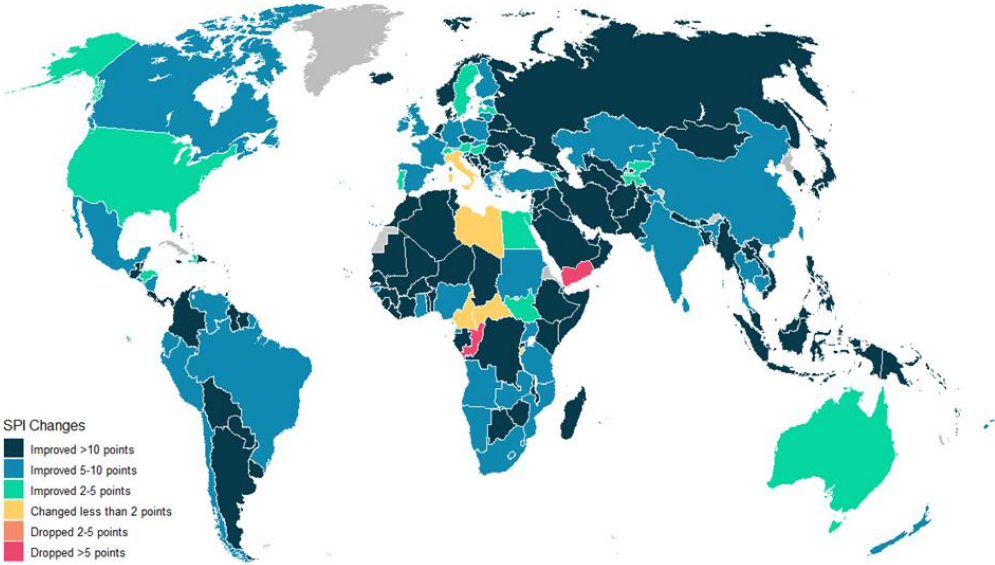 SPI Changes
Improved >10 points
Improved 5-10 points
Improved 2-5 points
Changed less than 2 points
Dropped 2-5 points
Dropped >5 points